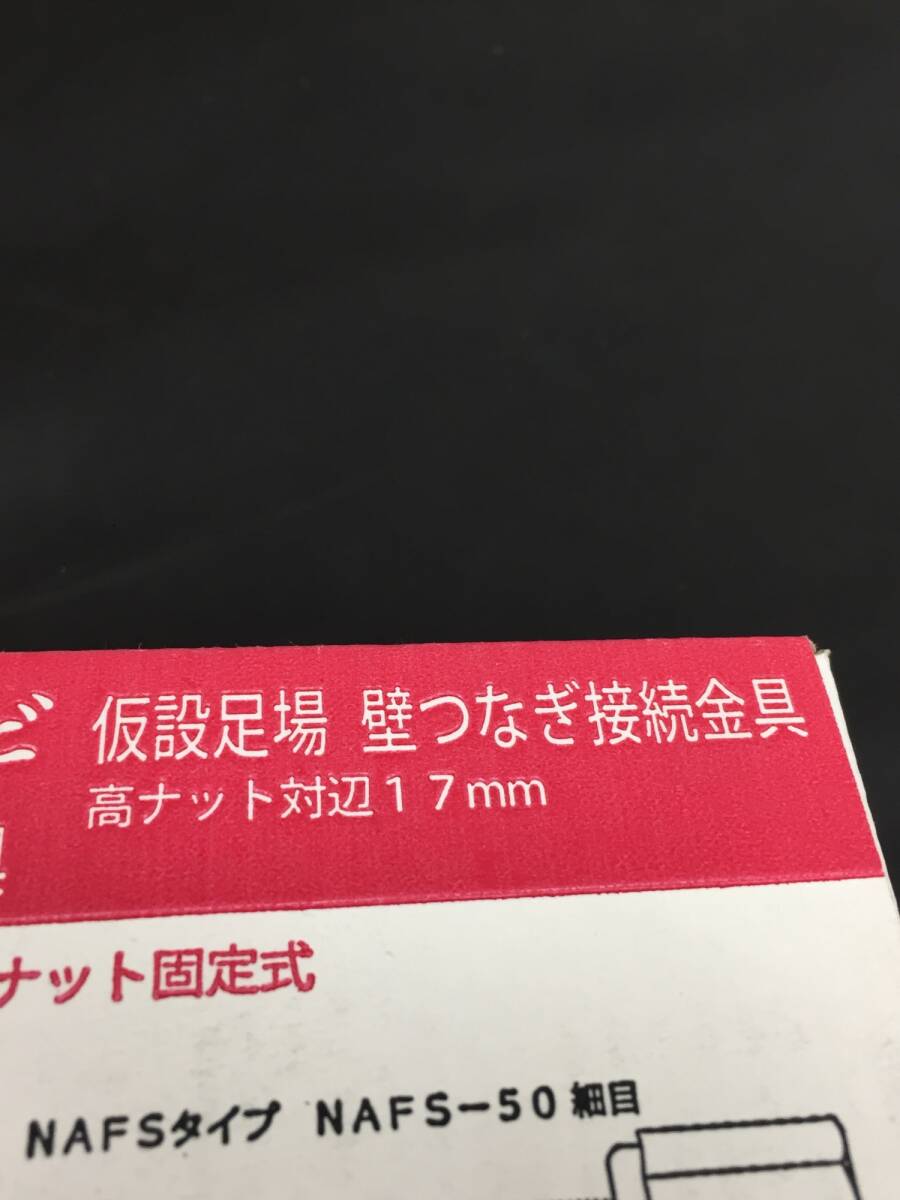 ビ 仮設足場 壁つなぎ接続金具
高ナット対辺17mm
ナット固定式
NAFSタイプ NAFS-50 細目